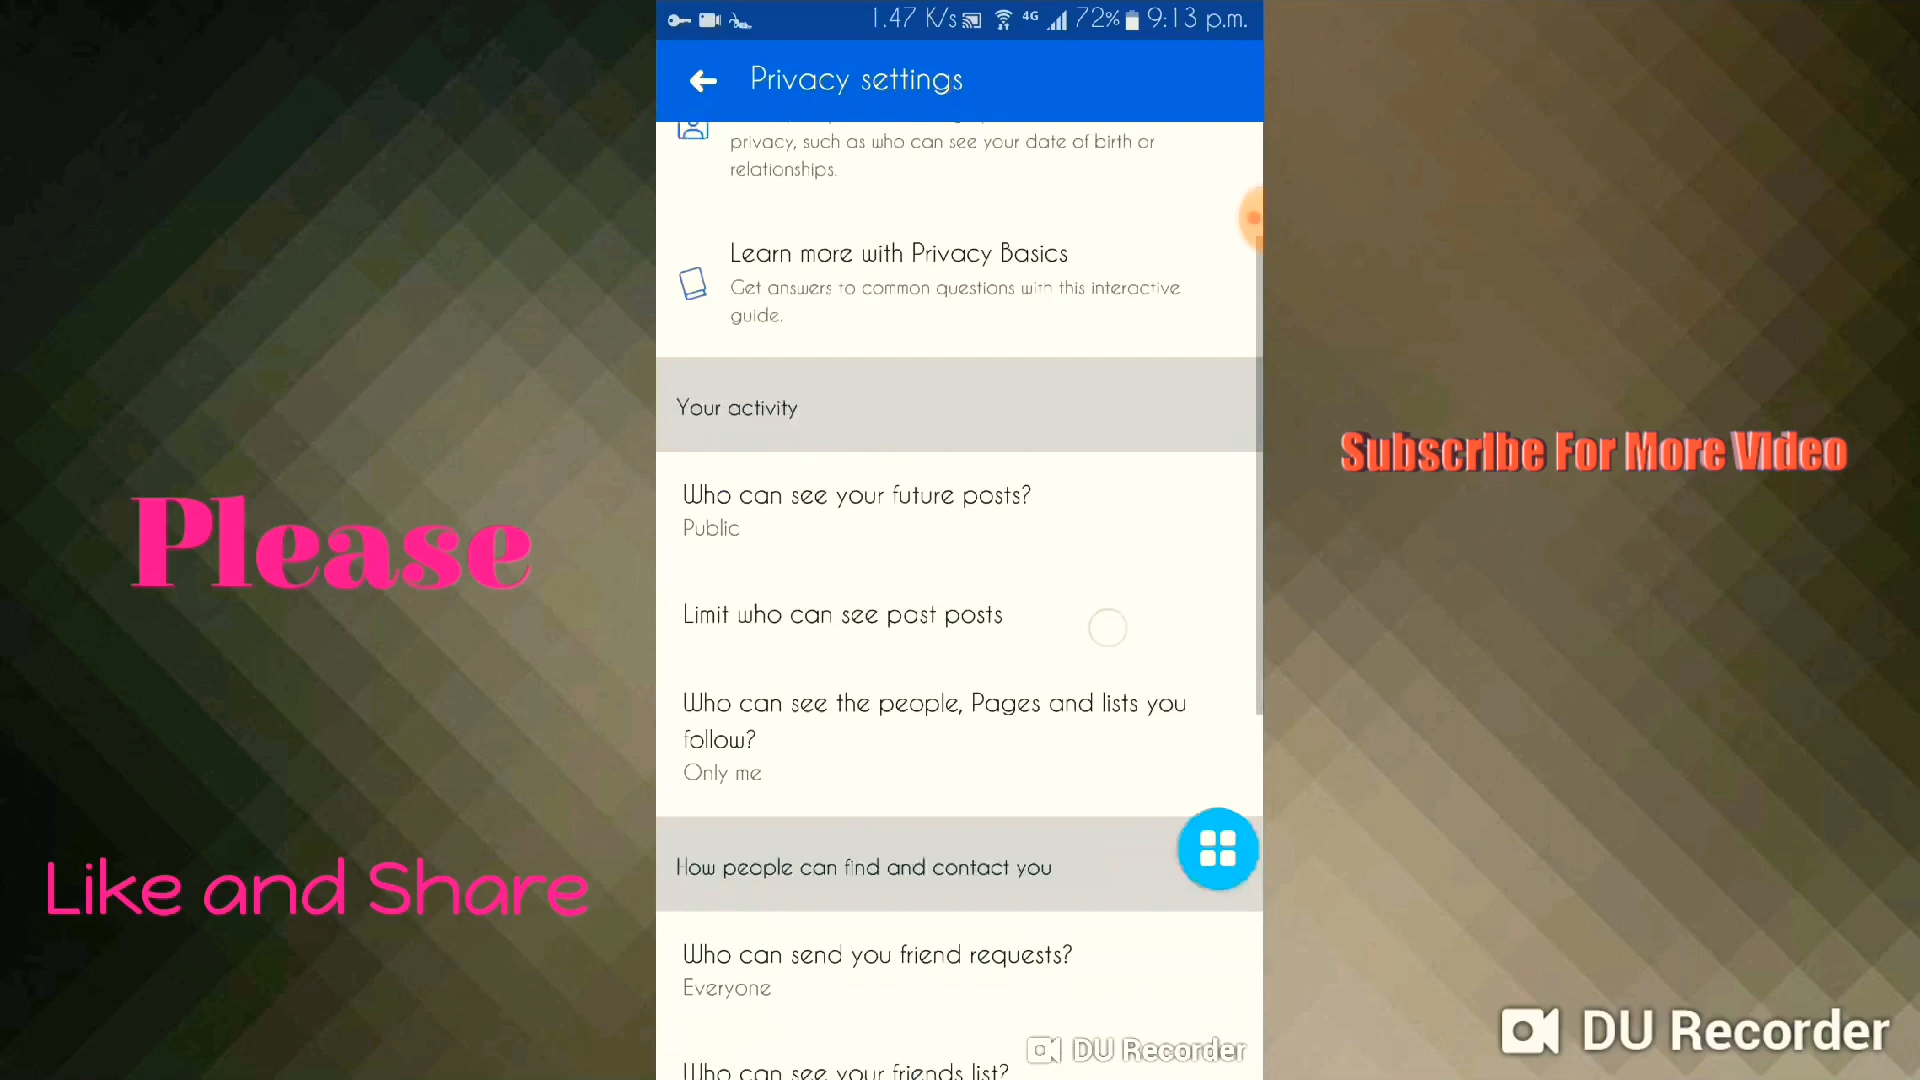 1.47 K/s 4G 72% 9:13 p.m.
Privacy settings
privacy, such as who can see your date of birth or
relationships.
Learn more with Privacy Basics
Get answers to common questions with this interactive
guide.
Your activity
Who can see your future posts?
Public
Limit who can see past posts
Who can see the people, Pages and lists you
follow?
Only me
How people can find and contact you
Who can send you friend requests?
Everyone
Who can see your friends list?
DU Recorder
Please
Like and Share
Subscribe For More Video
DU Recorder